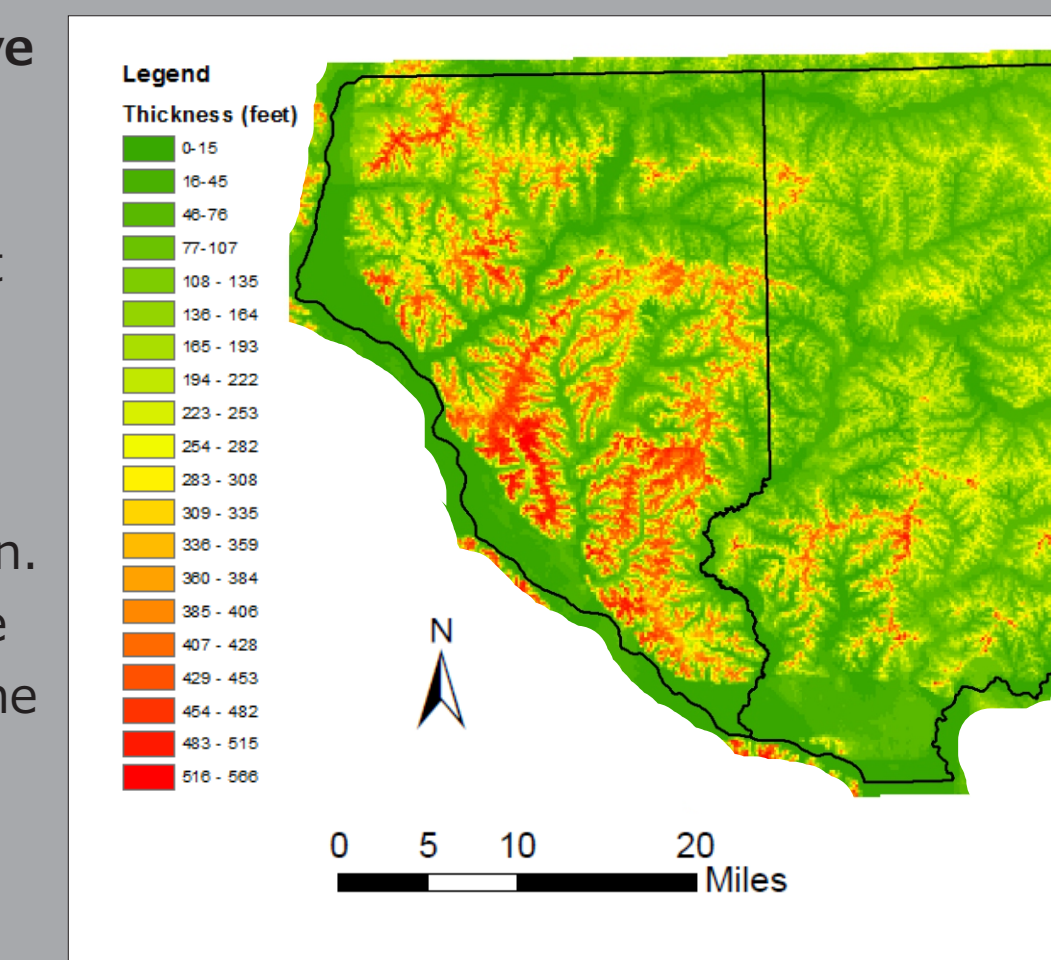 ve
Legend
Thickness (feet)
0-15
16-45
46-76
77-107
108 - 135
136 - 164
165 - 193
194 - 222
223 - 253
254 - 282
283 - 308
309 - 335
336 - 359
360 - 384
385 - 406
407 - 428
429 - 453
454 - 482
483 - 515
516 - 566
t
n.
e
ne
N
0 5 10 20
Miles